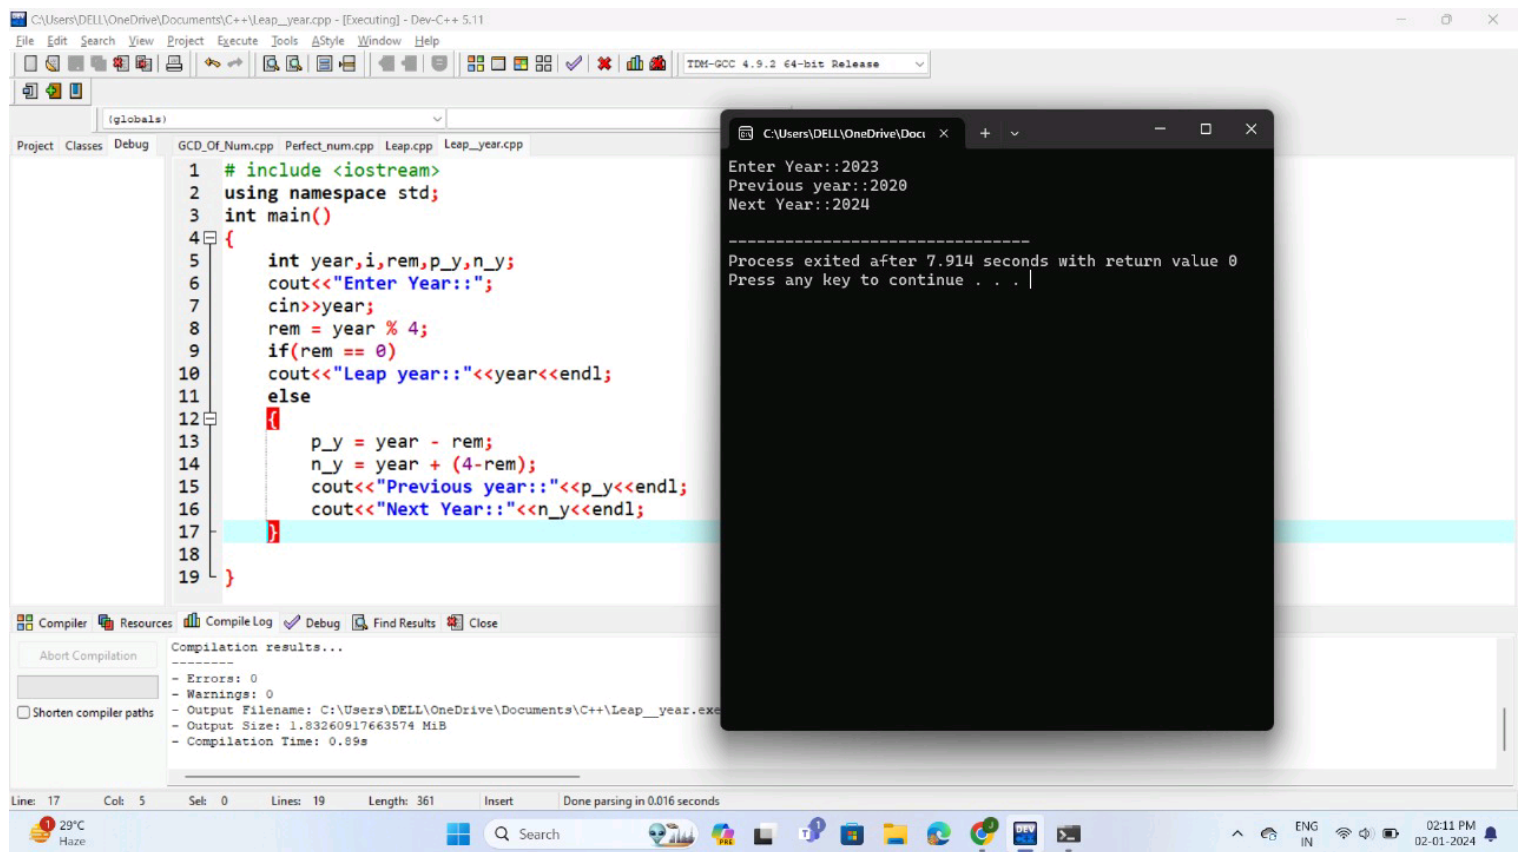 C:\Users\DELL\OneDrive\Documents\C++\Leap__year.cpp - [Executing] - Dev-C++ 5.11
File Edit Search View Project Execute Tools AStyle Window Help
TDM-GCC 4.9.2 64-bit Release
(globals)
Project Classes Debug
GCD_Of_Num.cpp Perfect_num.cpp Leap.cpp Leap__year.cpp
1 # include <iostream>
2 using namespace std;
3 int main()
4 {
5 int year,i,rem,p_y,n_y;
6 cout<<"Enter Year::";
7 cin>>year;
8 rem = year % 4;
9 if(rem == 0)
10 cout<<"Leap year::"<<year<<endl;
11 else
12 {
13 p_y = year - rem;
14 n_y = year + (4-rem);
15 cout<<"Previous year::"<<p_y<<endl;
16 cout<<"Next Year::"<<n_y<<endl;
17 }
18
19 }
C:\Users\DELL\OneDrive\Docu
Enter Year::2023
Previous year::2020
Next Year::2024
--------------------------------
Process exited after 7.914 seconds with return value 0
Press any key to continue . . .
Compiler Resources Compile Log Debug Find Results Close
Abort Compilation
Shorten compiler paths
Compilation results...
--------
- Errors: 0
- Warnings: 0
- Output Filename: C:\Users\DELL\OneDrive\Documents\C++\Leap__year.exe
- Output Size: 1.83260917663574 MiB
- Compilation Time: 0.89s
Line: 17 Col: 5 Sel: 0 Lines: 19 Length: 361 Insert Done parsing in 0.016 seconds
1
29°C
Haze
Search
PRE
1
DEV
ENG
IN
02:11 PM
02-01-2024